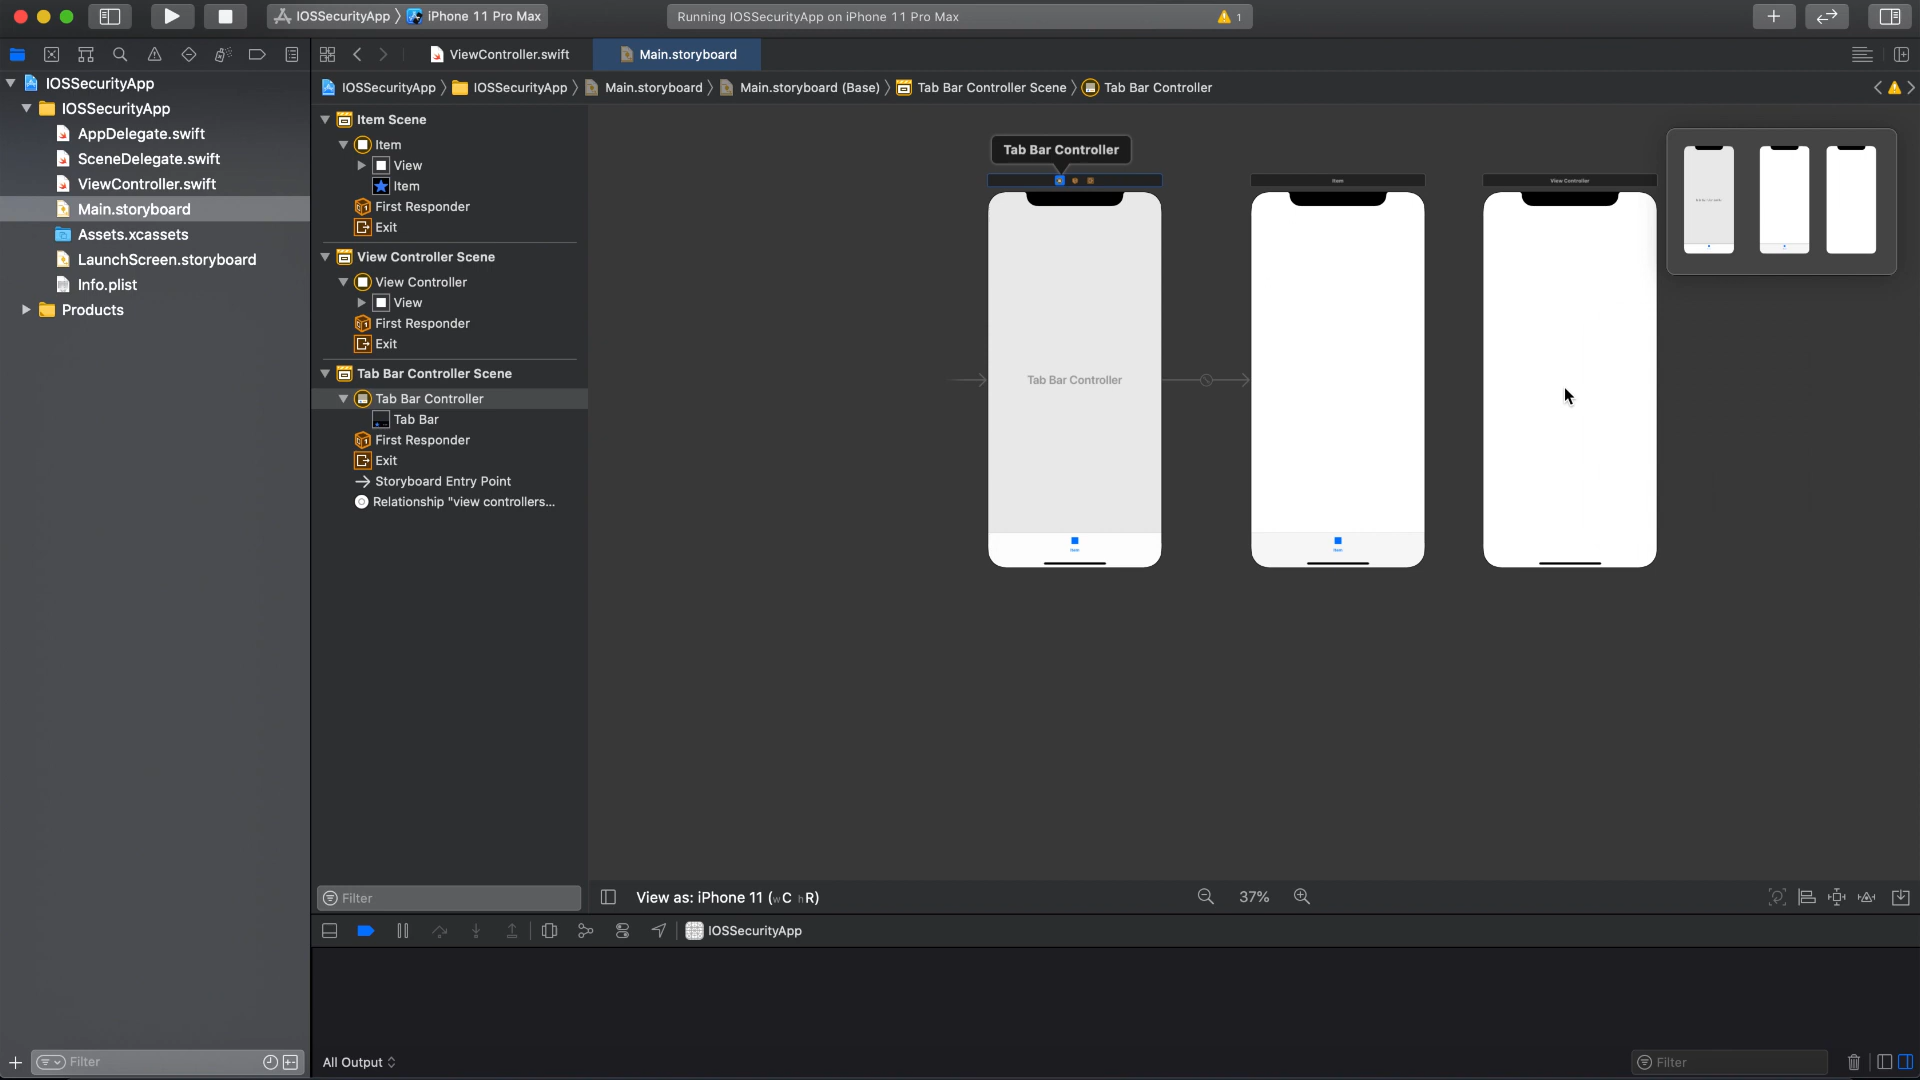 IOSSecurityApp
iPhone 11 Pro Max
Running IOSSecurityApp on iPhone 11 Pro Max
1
ViewController.swift
Main.storyboard
IOSSecurityApp
IOSSecurityApp
Main.storyboard
Main.storyboard (Base)
Tab Bar Controller Scene
Tab Bar Controller
IOSSecurityApp
IOSSecurityApp
AppDelegate.swift
SceneDelegate.swift
ViewController.swift
Main.storyboard
Assets.xcassets
LaunchScreen.storyboard
Info.plist
Products
Item Scene
Item
View
Item
First Responder
Exit
View Controller Scene
View Controller
View
First Responder
Exit
Tab Bar Controller Scene
Tab Bar Controller
Tab Bar
First Responder
Exit
Storyboard Entry Point
Relationship "view controllers...
Tab Bar Controller
Item
View Controller
Tab Bar Controller
Item
Item
Filter
View as: iPhone 11 (wC hR)
37%
IOSSecurityApp
Filter
All Output
Filter